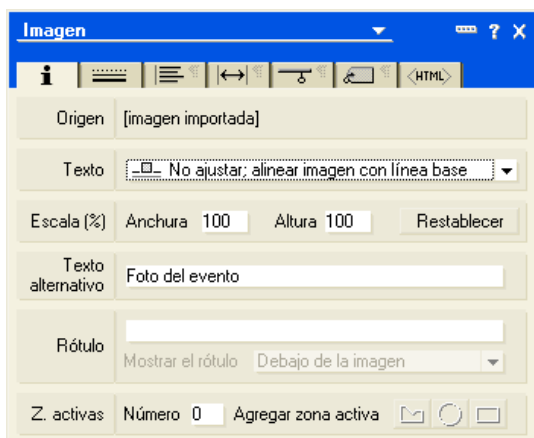 Imagen ?
i <HTML>
Origen [imagen importada]
Texto No ajustar; alinear imagen con línea base
Escala (%) Anchura 100 Altura 100 Restablecer
Texto
alternativo Foto del evento
Rótulo
Mostrar el rótulo Debajo de la imagen
Z. activas Número 0 Agregar zona activa